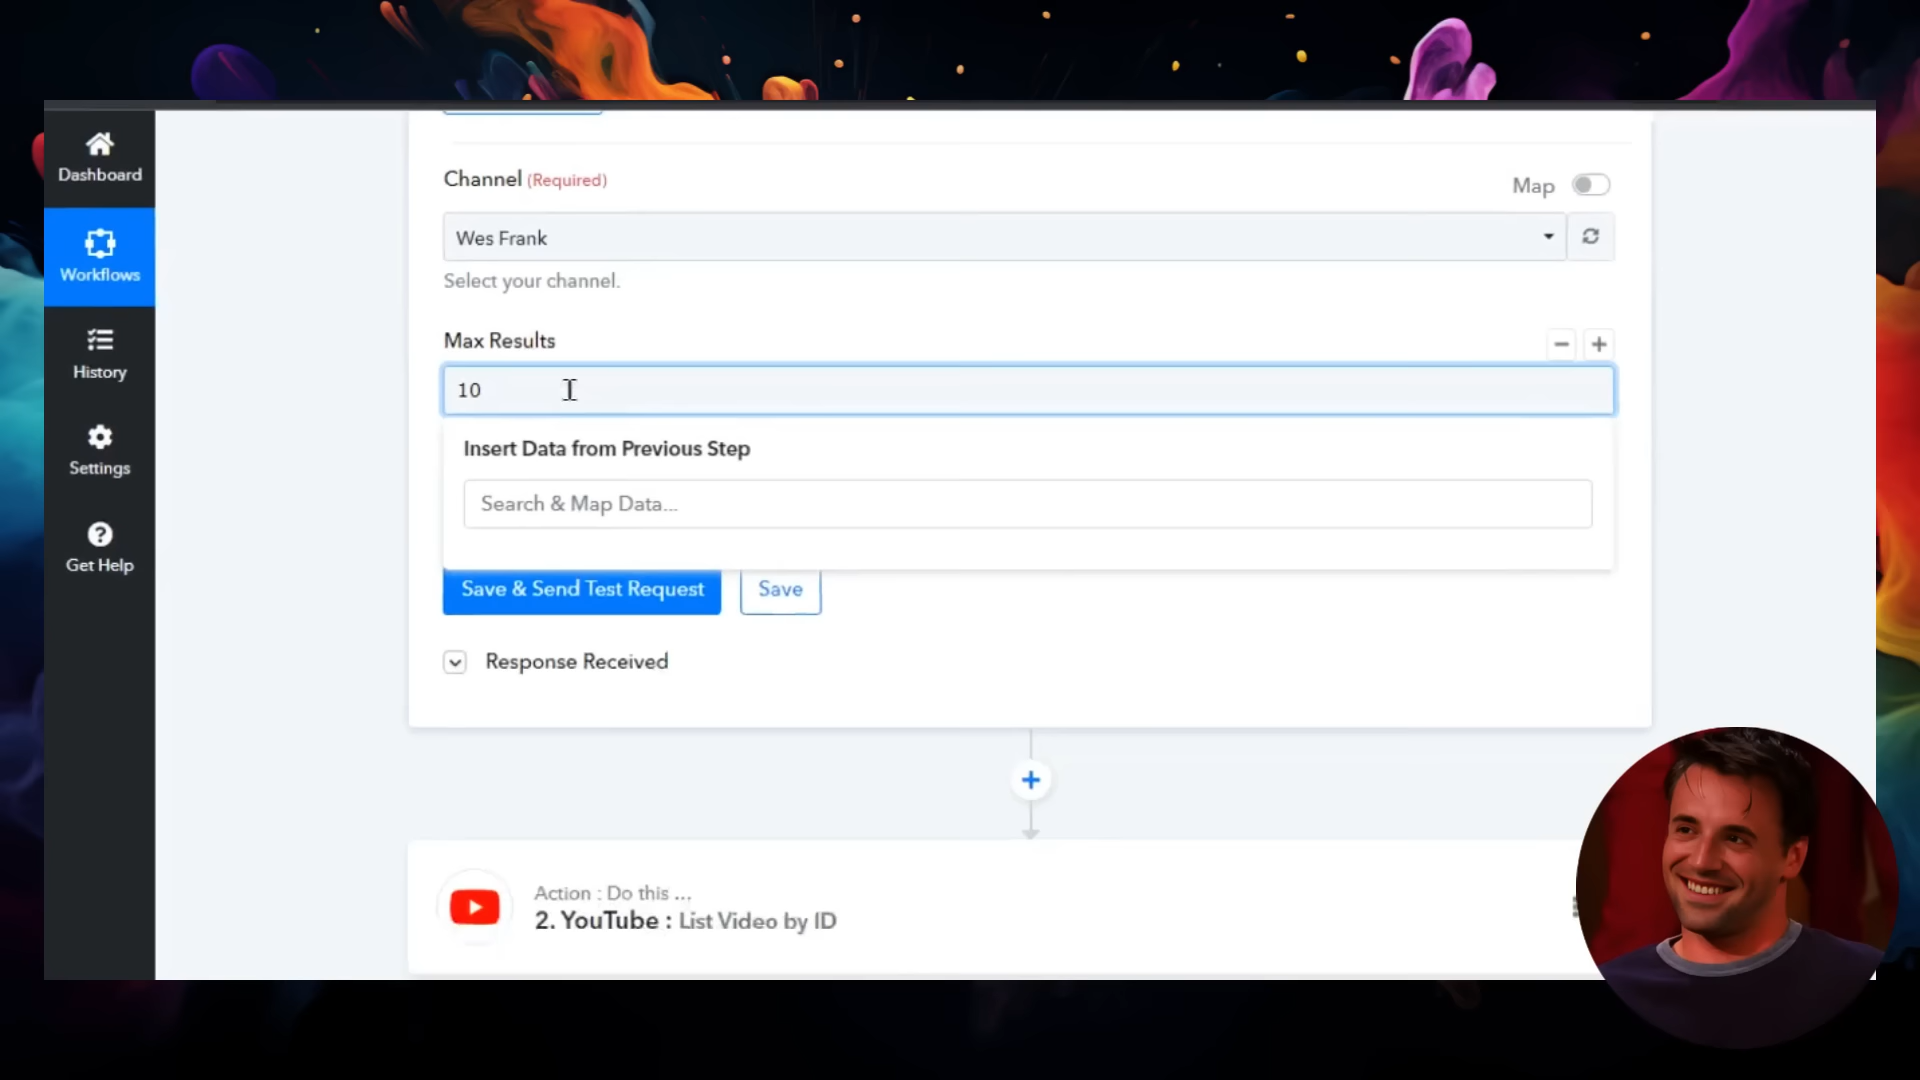 Dashboard
Workflows
History
Settings
Get Help
Channel (Required)
Map
Wes Frank
Select your channel.
Max Results
10
Insert Data from Previous Step
Search & Map Data...
Save & Send Test Request
Save
Response Received
Action : Do this ...
2. YouTube : List Video by ID